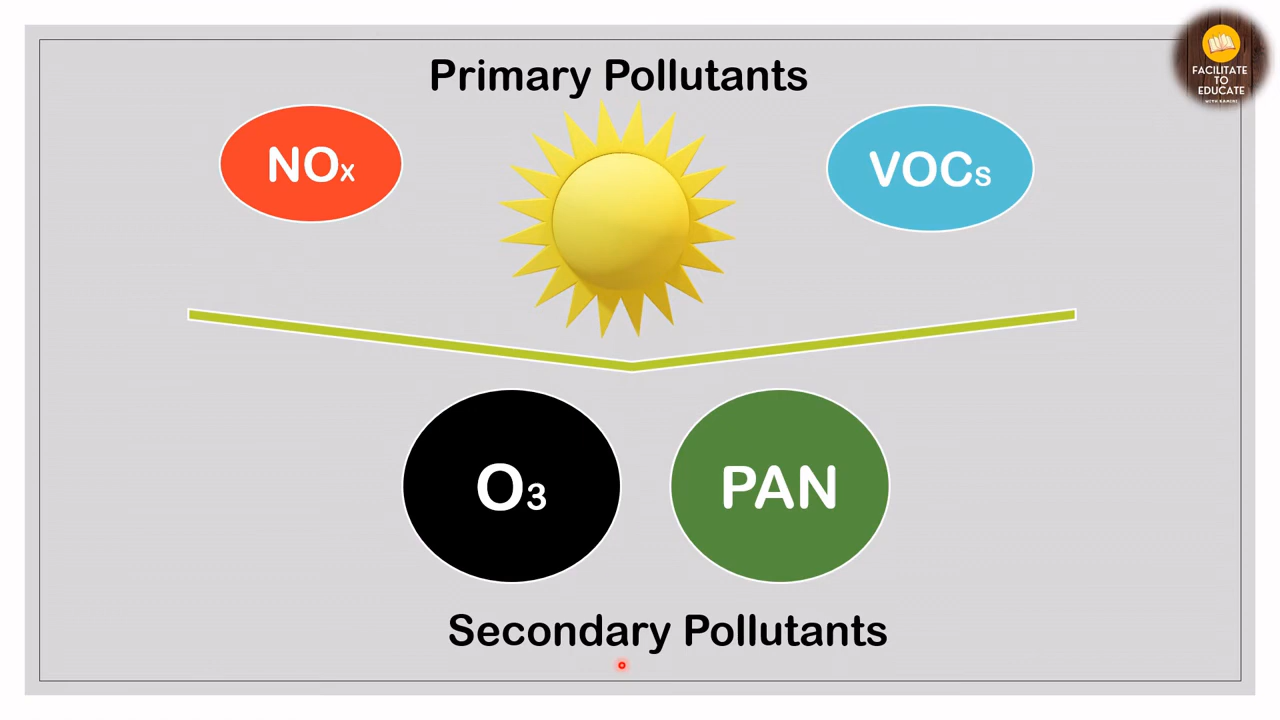 Primary Pollutants
NOx
VOCs
O3
PAN
Secondary Pollutants
FACILITATE
TO
EDUCATE